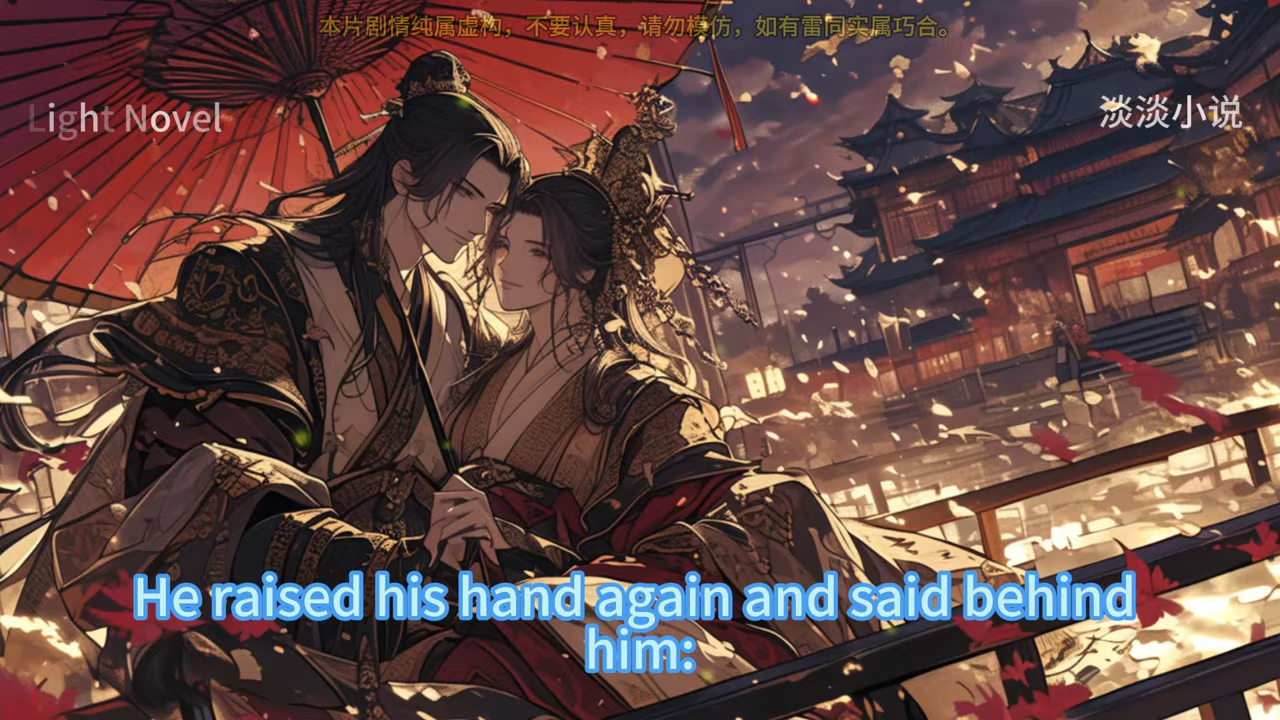 本片剧情纯属虚构，不要认真，请勿模仿，如有雷同实属巧合。
Light Novel
淡淡小说
He raised his hand again and said behind
him: